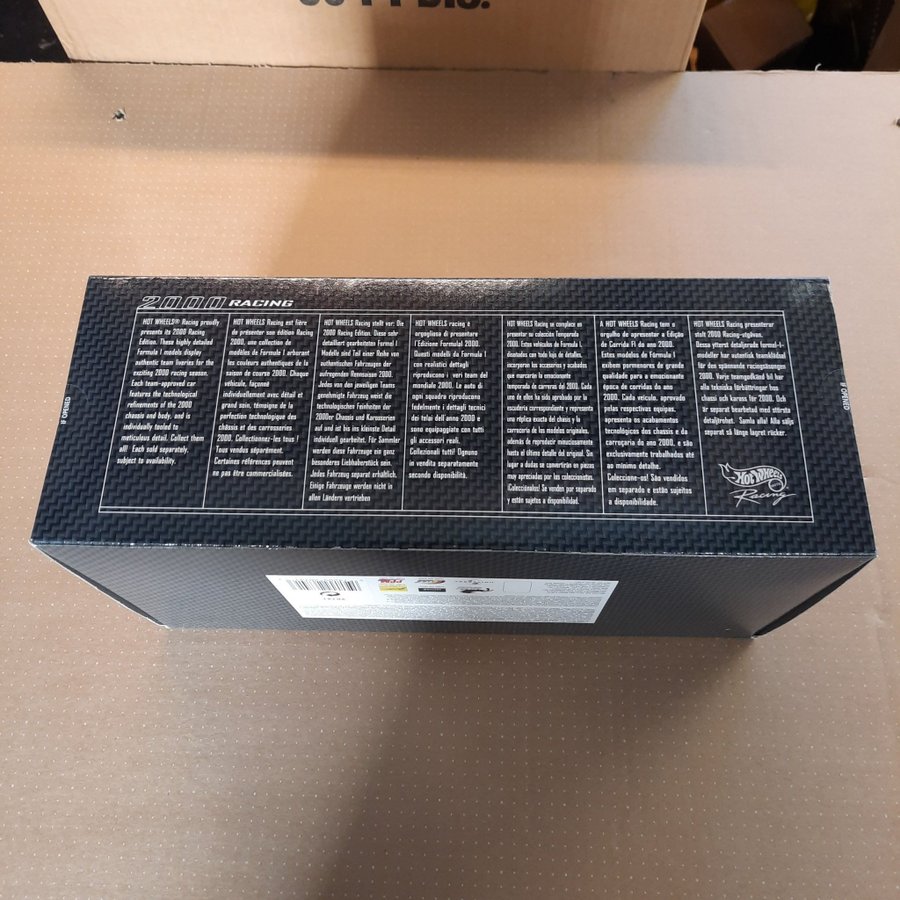 2000 RACING
HOT WHEELS® Racing proudly
presents its 2000 Racing
Edition. These highly detailed
Formula 1 models display
authentic team liveries for the
exciting 2000 racing season.
Each team-approved car
features the technological
refinements of the 2000
chassis and body, and is
individually tooled to
meticulous detail. Collect them
all! Each sold separately,
subject to availability.
HOT WHEELS Racing est fière
de présenter son édition Racing
2000, une collection de
modèles de Formule 1 arborant
les couleurs authentiques de la
saison de course 2000. Chaque
véhicule, façonné
individuellement avec détail et
grand soin, témoigne de la
perfection technologique des
châssis et des carrosseries
2000. Collectionnez-les tous !
Tous vendus séparément.
Certaines références peuvent
ne pas être commercialisées.
HOT WHEELS Racing stellt vor: Die
2000 Racing Edition. Diese sehr
detailliert gearbeiteten Formel 1
Modelle sind Teil einer Reihe von
authentischen Fahrzeugen der
aufregenden Rennsaison 2000.
Jedes von den jeweiligen Teams
genehmigte Fahrzeug weist die
technologischen Feinheiten der
2000er Chassis und Karosserien
auf und ist bis ins kleinste Detail
individuell gearbeitet. Für Sammler
werden diese Fahrzeuge ein ganz
besonderes Liebhaberstück sein.
Jedes Fahrzeug separat erhältlich.
Einige Fahrzeuge werden nicht in
allen Ländern vertrieben
HOT WHEELS racing è
orgogliosa di presentare
l'Edizione Formula1 2000.
Questi modelli da Formula 1
con realistici dettagli
riproducono i veri team del
mondiale 2000. Le auto di
ogni squadra riproducono
fedelmente i dettagli tecnici
dei telai dell'anno 2000 e
sono equipaggiate con tutti
gli accessori reali.
Collezionali tutti! Ognuno
in vendita separatamente
secondo disponibilità.
HOT WHEELS Racing se complace en
presentar su colección Temporada
2000. Estos vehículos de Fórmula 1,
diseñados con todo lujo de detalles,
incorporan los accesorios y acabados
que marcarán la emocionante
temporada de carreras de 2000. Cada
uno de ellos ha sido aprobado por la
escudería correspondiente y representa
una réplica exacta del chasis y la
carrocería de los modelos originales,
además de reproducir minuciosamente
hasta el último detalle del original. Sin
lugar a dudas se convertirán en piezas
muy apreciadas por los coleccionistas.
¡Coleccionalos! Se venden por separado
y están sujetos a disponibilidad.
A HOT WHEELS Racing tem o
orgulho de apresentar a Edição
de Corrida F1 do ano 2000.
Estes modelos de Fórmula 1
exibem pormenores de grande
qualidade para a emocionante
época de corridas do ano
2000. Cada veículo, aprovado
pelas respectivas equipas,
apresenta os acabamentos
tecnológicos dos chassis e da
carroçaria do ano 2000, e são
exclusivamente trabalhados até
ao mínimo detalhe.
Coleccione-os! São vendidos
em separado e estão sujeitos
a disponibilidade.
HOT WHEELS Racing presenterar
stolt 2000 Racing-utgåvan.
Dessa ytterst detaljerade formel-1-
modeller har autentisk teamklädnad
för den spännande racingsäsongen
2000. Varje teamgodkänd bil har
alla tekniska förbättringar hos
chassi och kaross för 2000. Och
är separat bearbetad med största
detaljtrohet. Samla alla! Alla säljs
separat så länga lagret räcker.
Hot Wheels
Racing